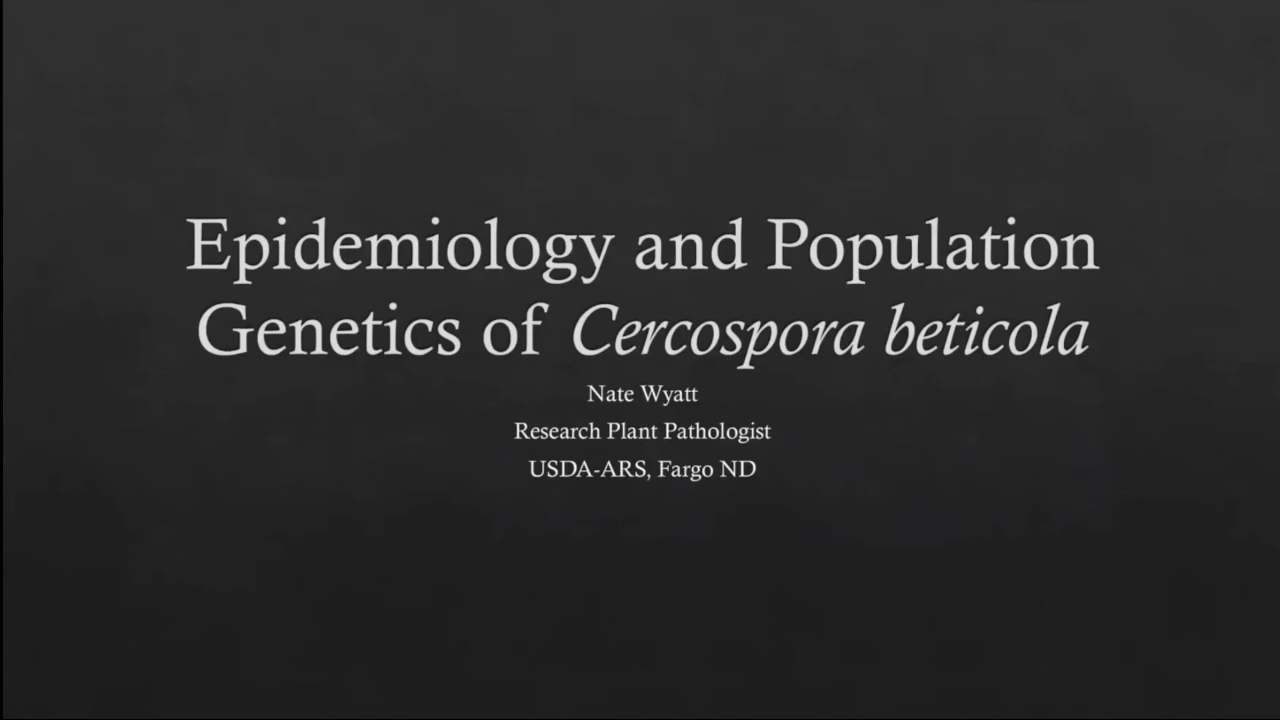 Epidemiology and Population
Genetics of Cercospora beticola
Nate Wyatt
Research Plant Pathologist
USDA-ARS, Fargo ND